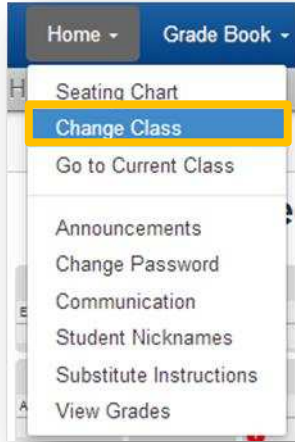 Home Grade Book
H
Seating Chart
Change Class
Go to Current Class
e
Announcements
Change Password
Communication
E
Student Nicknames
Substitute Instructions
A
View Grades